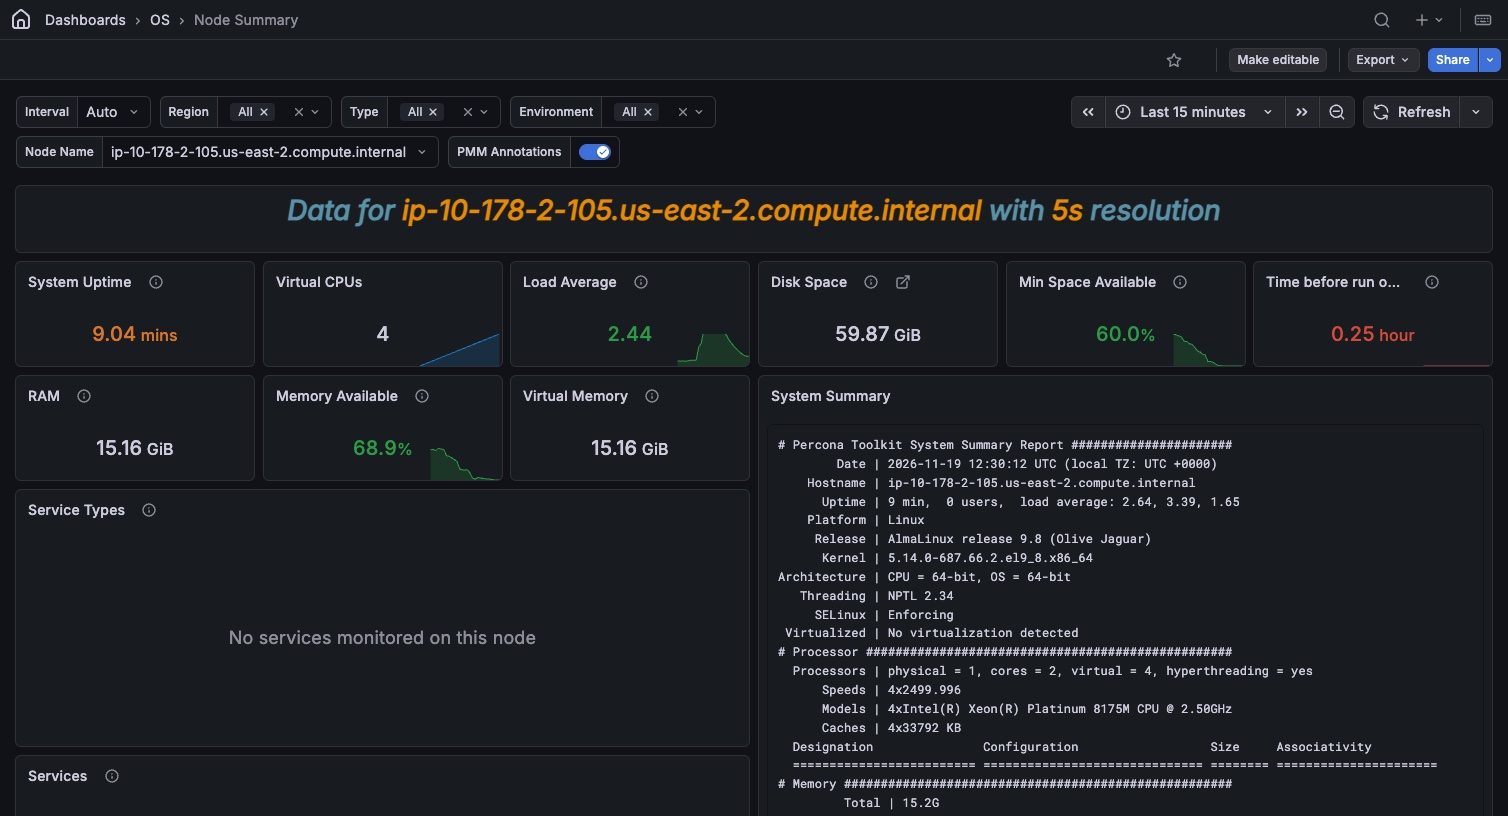 Dashboards › OS › Node Summary
Make editable Export Share
Interval Auto Region All Type All Environment All Last 15 minutes Refresh
Node Name ip-10-178-2-105.us-east-2.compute.internal PMM Annotations
Data for ip-10-178-2-105.us-east-2.compute.internal with 5s resolution
System Uptime
9.04 mins
Virtual CPUs
4
Load Average
2.44
Disk Space
59.87 GiB
Min Space Available
60.0%
Time before run o...
0.25 hour
RAM
15.16 GiB
Memory Available
68.9%
Virtual Memory
15.16 GiB
Service Types
No services monitored on this node
Services
System Summary
# Percona Toolkit System Summary Report ######################
Date | 2026-11-19 12:30:12 UTC (local TZ: UTC +0000)
Hostname | ip-10-178-2-105.us-east-2.compute.internal
Uptime | 9 min, 0 users, load average: 2.64, 3.39, 1.65
Platform | Linux
Release | AlmaLinux release 9.8 (Olive Jaguar)
Kernel | 5.14.0-687.66.2.el9_8.x86_64
Architecture | CPU = 64-bit, OS = 64-bit
Threading | NPTL 2.34
SELinux | Enforcing
Virtualized | No virtualization detected
# Processor ##################################################
Processors | physical = 1, cores = 2, virtual = 4, hyperthreading = yes
Speeds | 4x2499.996
Models | 4xIntel(R) Xeon(R) Platinum 8175M CPU @ 2.50GHz
Caches | 4x33792 KB
Designation Configuration Size Associativity
========================= ============================== ======== ======================
# Memory #####################################################
Total | 15.2G